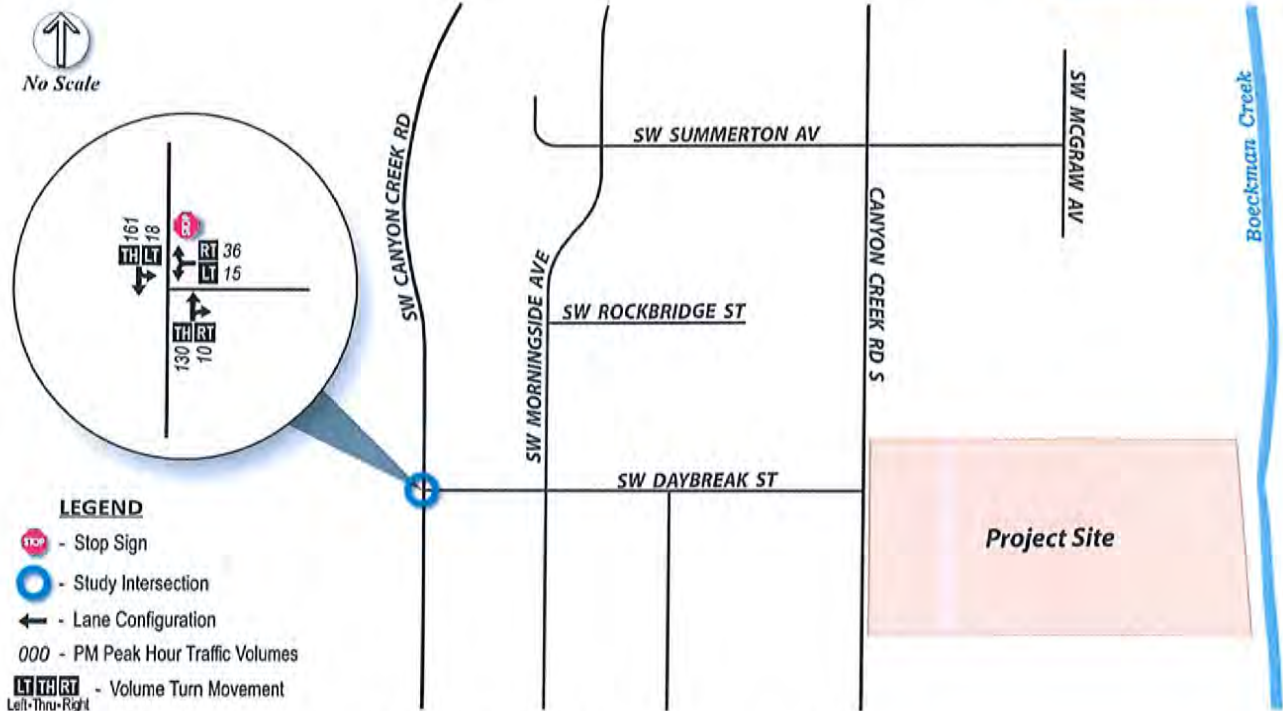 No Scale
SW CANYON CREEK RD
SW SUMMERTON AV
SW MCGRAW AV
Boeckman Creek
161
18
TH LT
STOP
RT 36
LT 15
TH RT
130
10
SW MORNINGSIDE AVE
SW ROCKBRIDGE ST
CANYON CREEK RD S
SW DAYBREAK ST
Project Site
LEGEND
STOP - Stop Sign
- Study Intersection
- Lane Configuration
000 - PM Peak Hour Traffic Volumes
LT TH RT - Volume Turn Movement
Left•Thru•Right